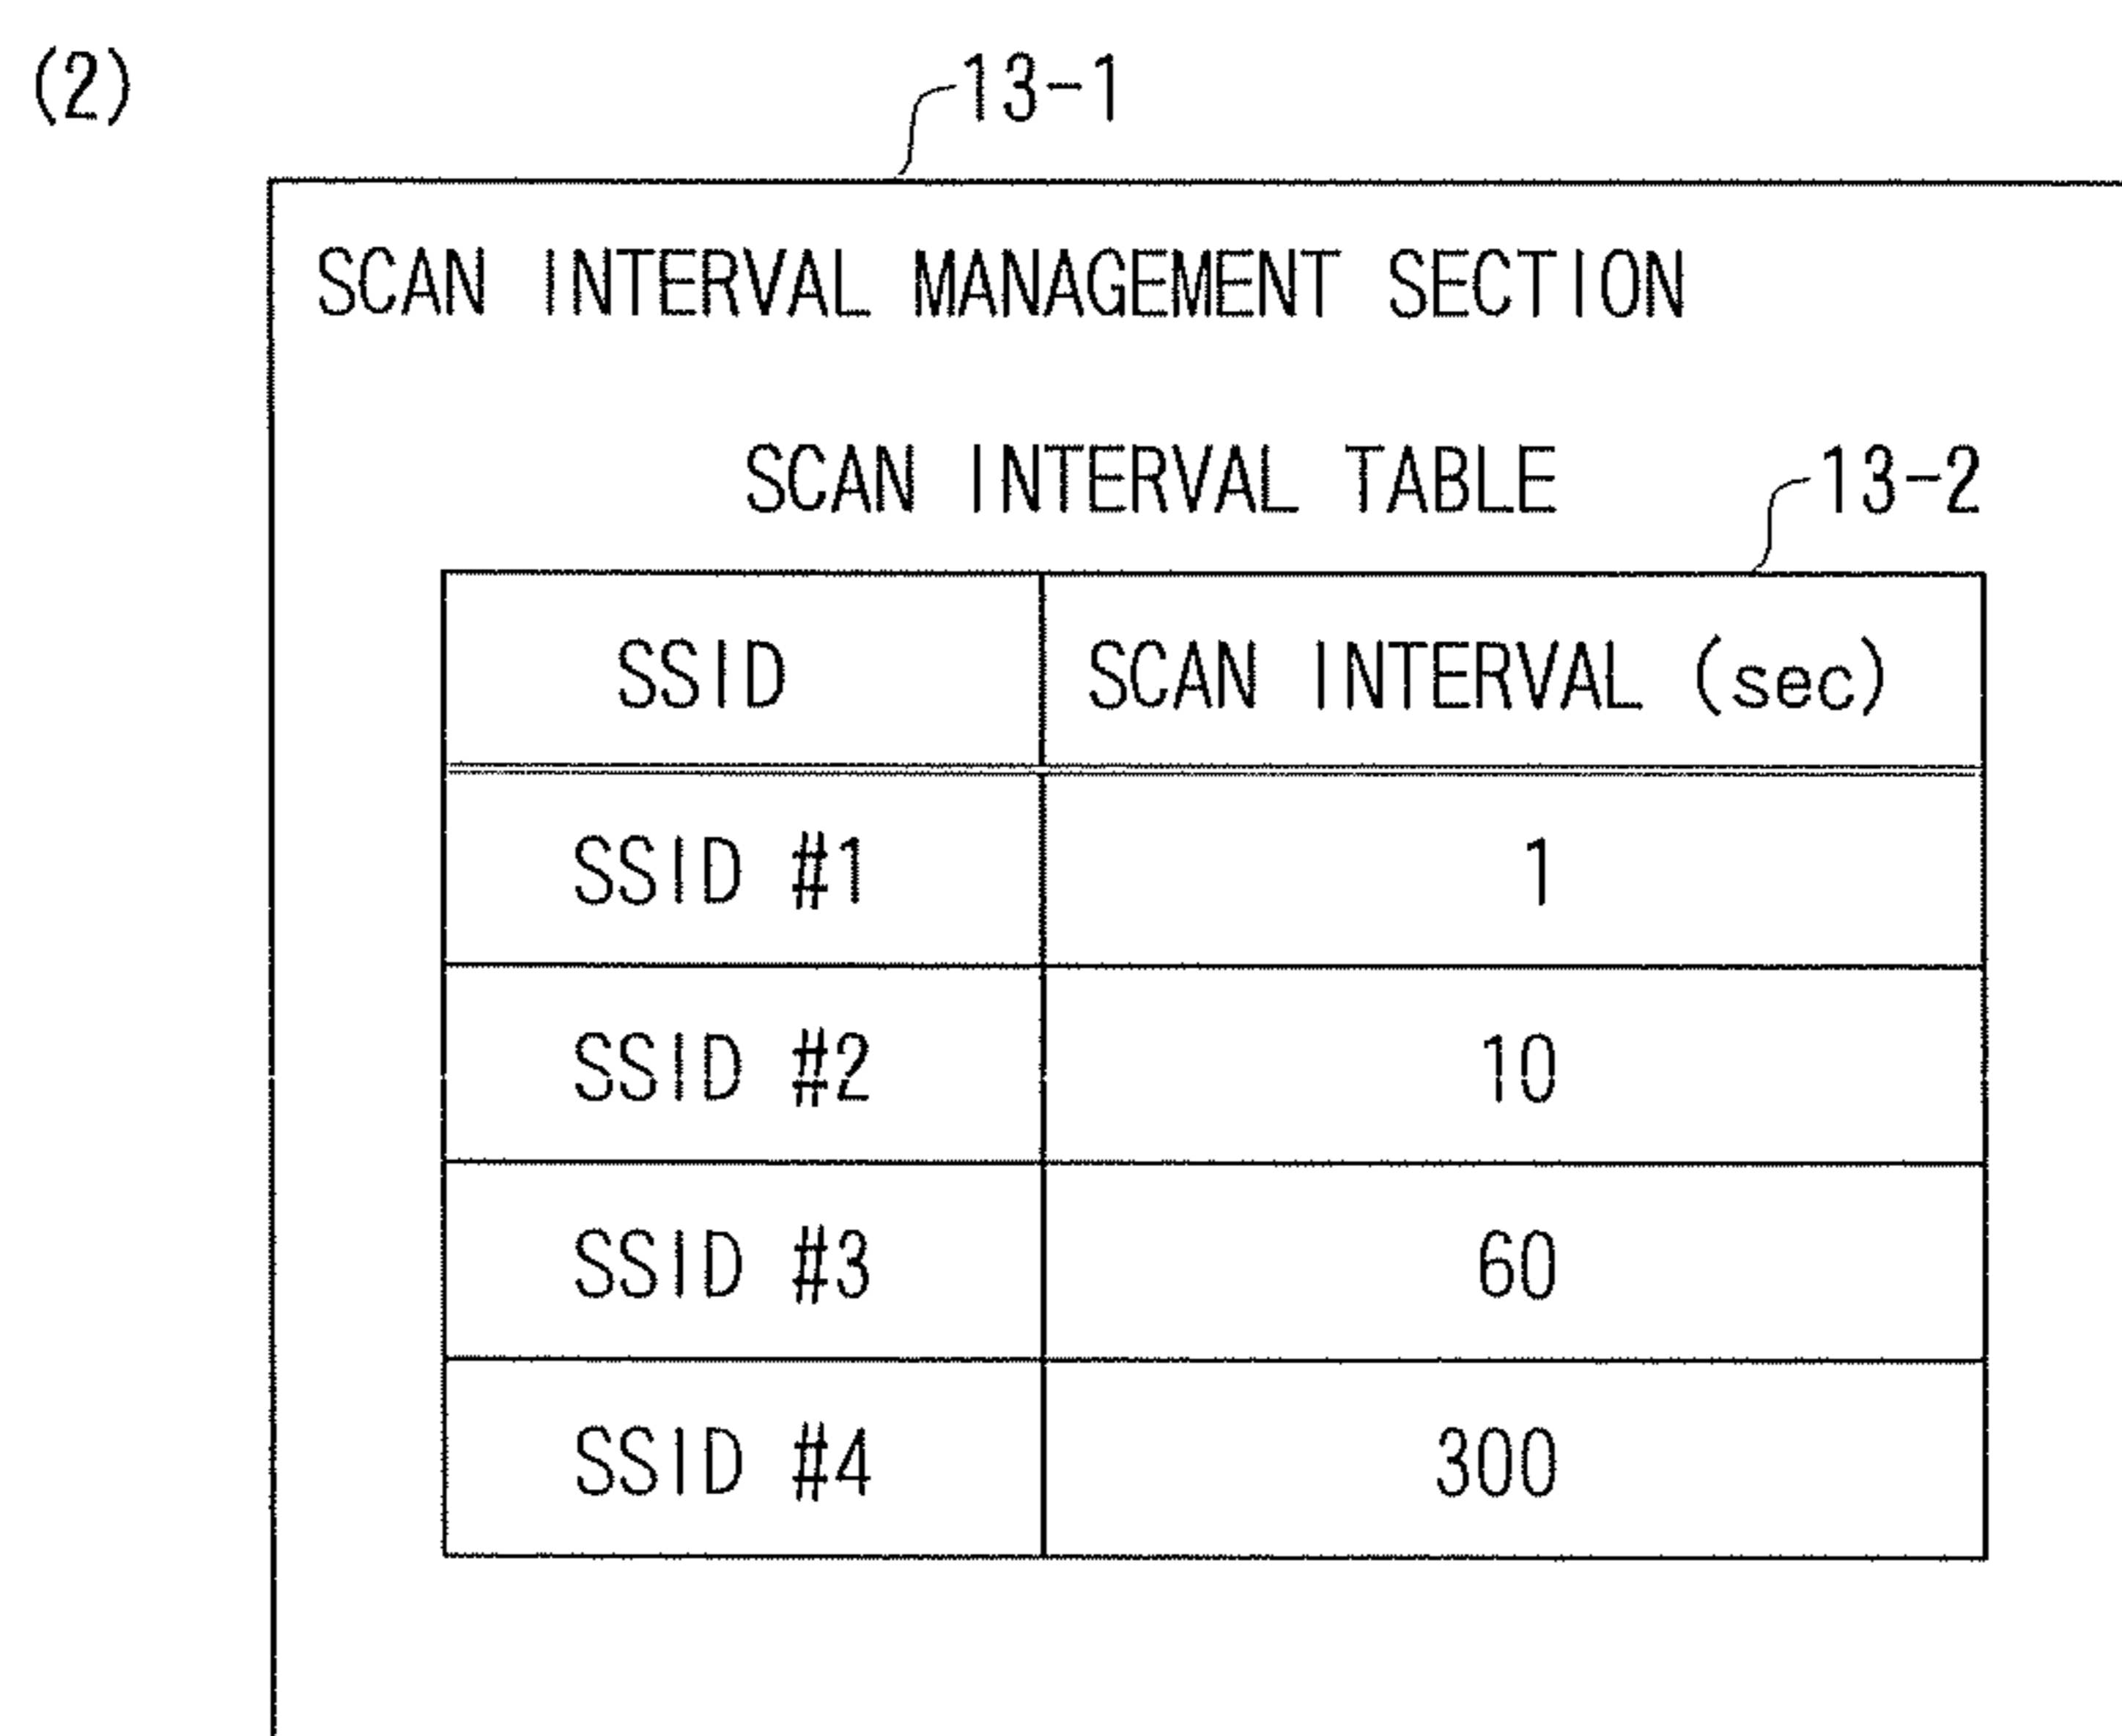 (2)
13-1
SCAN INTERVAL MANAGEMENT SECTION
SCAN INTERVAL TABLE
13-2
SSID SCAN INTERVAL (sec)
SSID #1 1
SSID #2 10
SSID #3 60
SSID #4 300